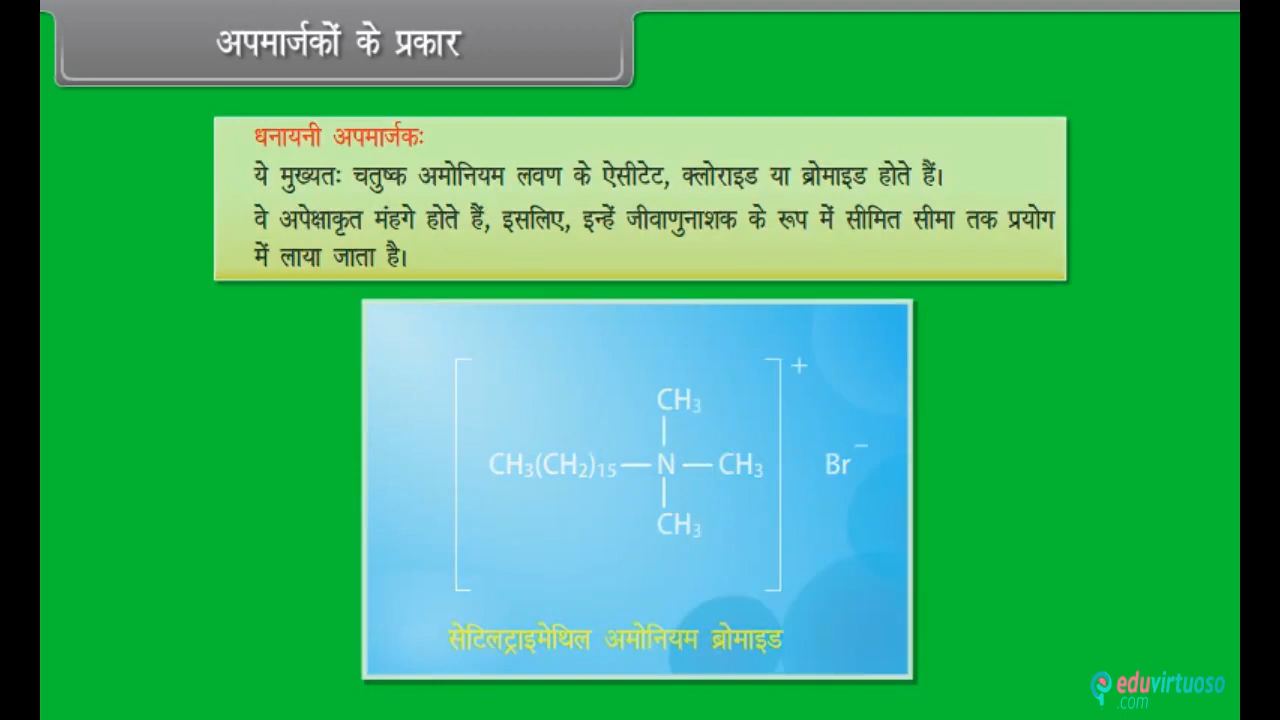 अपमार्जकों के प्रकार
धनायनी अपमार्जकः
ये मुख्यतः चतुष्क अमोनियम लवण के ऐसीटेट, क्लोराइड या ब्रोमाइड होते हैं।
वे अपेक्षाकृत मंहगे होते हैं, इसलिए, इन्हें जीवाणुनाशक के रूप में सीमित सीमा तक प्रयोग
में लाया जाता है।
+
CH₃
CH₃(CH₂)₁₅—N—CH₃ Br⁻
CH₃
सेटिलट्राइमेथिल अमोनियम ब्रोमाइड
eduvirtuoso
.com